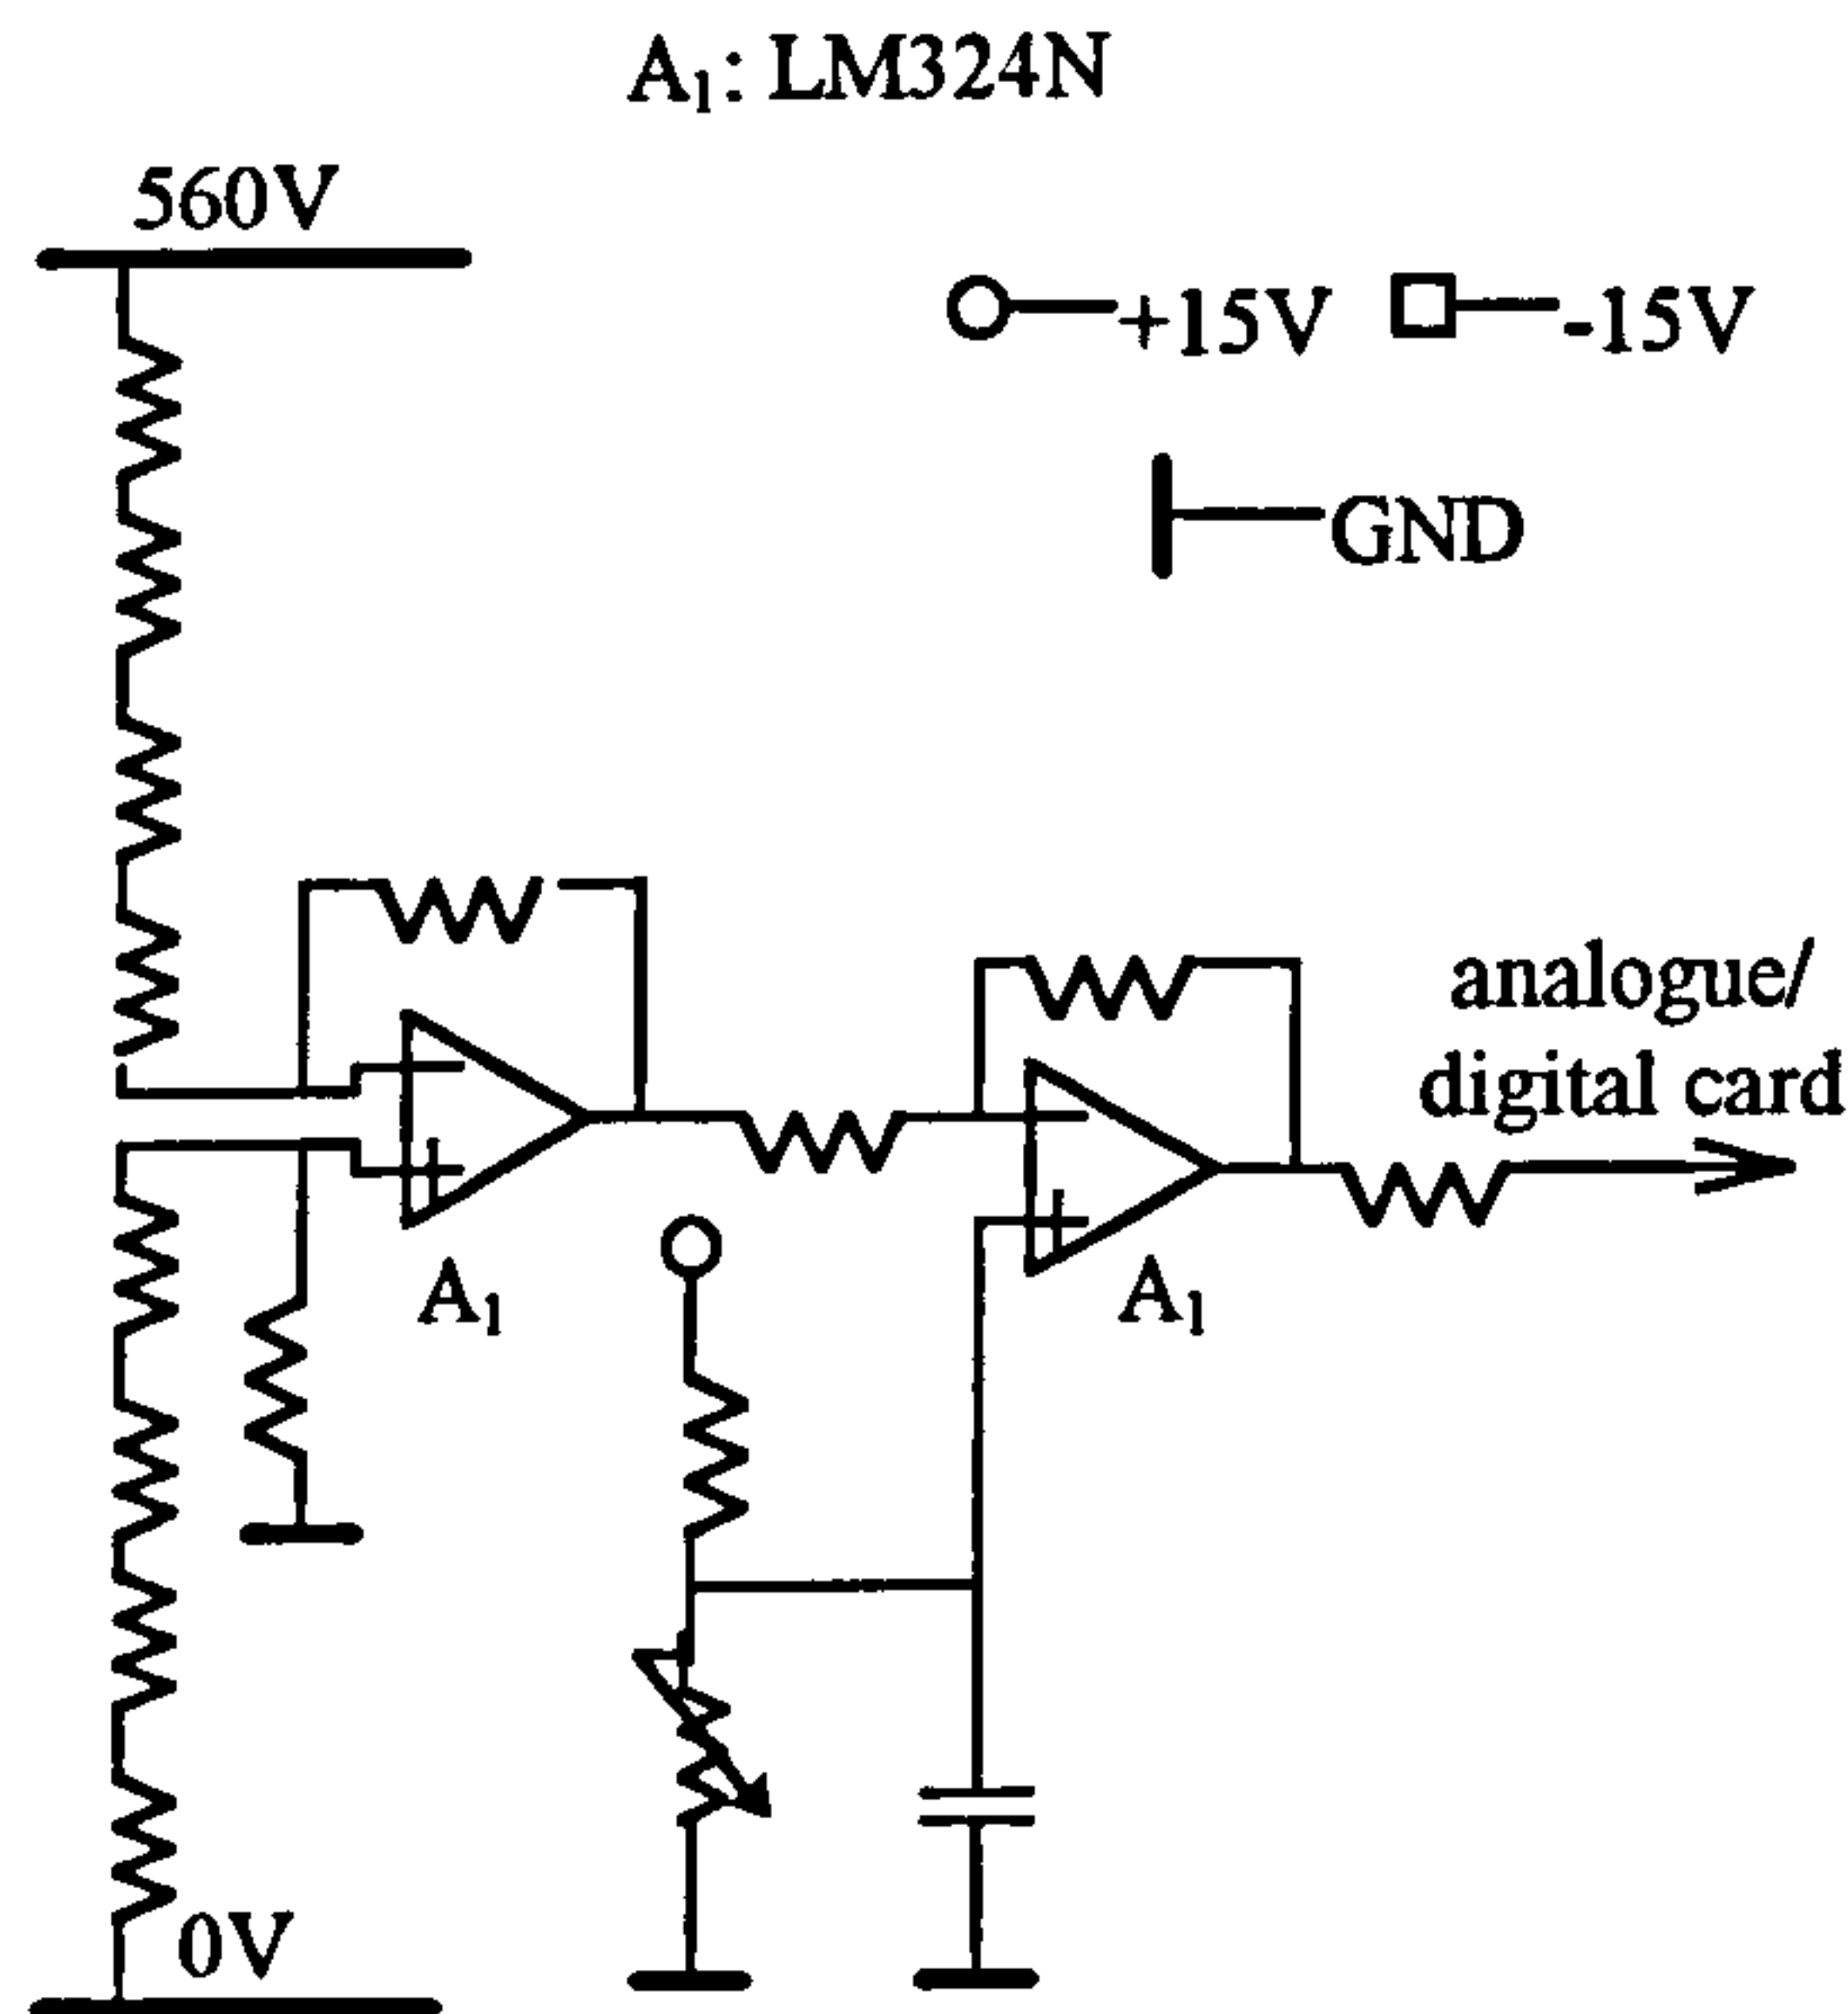 A1: LM324N
560V
+15V
-15V
GND
analogue/
digital card
A1
A1
0V